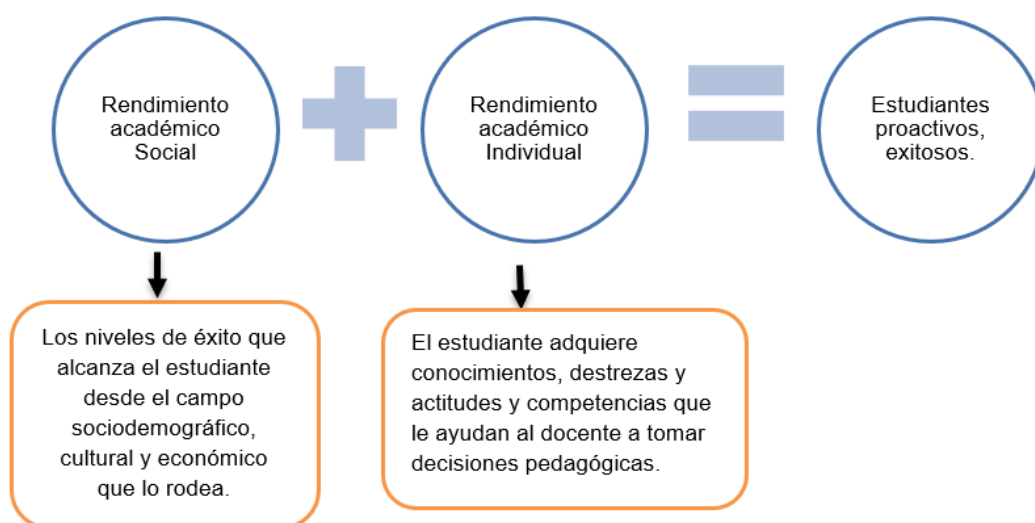 Rendimiento
académico
Social
Rendimiento
académico
Individual
Estudiantes
proactivos,
exitosos.
Los niveles de éxito que
alcanza el estudiante
desde el campo
sociodemográfico,
cultural y económico
que lo rodea.
El estudiante adquiere
conocimientos, destrezas y
actitudes y competencias que
le ayudan al docente a tomar
decisiones pedagógicas.